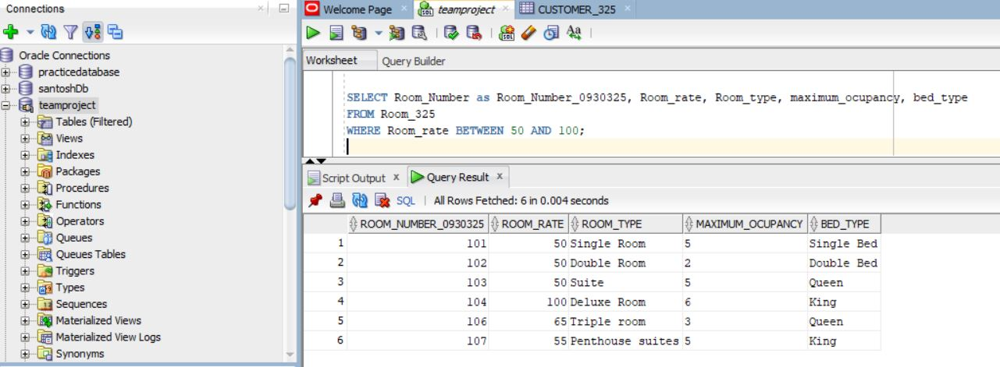 Connections
Welcome Page
teamproject
CUSTOMER_325
Oracle Connections
practicedatabase
santoshDb
teamproject
Tables (Filtered)
Views
Indexes
Packages
Procedures
Functions
Operators
Queues
Queues Tables
Triggers
Types
Sequences
Materialized Views
Materialized View Logs
Synonyms
Worksheet Query Builder
SELECT Room_Number as Room_Number_0930325, Room_rate, Room_type, maximum_ocupancy, bed_type
FROM Room_325
WHERE Room_rate BETWEEN 50 AND 100;
Script Output x Query Result x
SQL | All Rows Fetched: 6 in 0.004 seconds
ROOM_NUMBER_0930325 ROOM_RATE ROOM_TYPE MAXIMUM_OCUPANCY BED_TYPE
1 101 50 Single Room 5 Single Bed
2 102 50 Double Room 2 Double Bed
3 103 50 Suite 5 Queen
4 104 100 Deluxe Room 6 King
5 106 65 Triple room 3 Queen
6 107 55 Penthouse suites 5 King